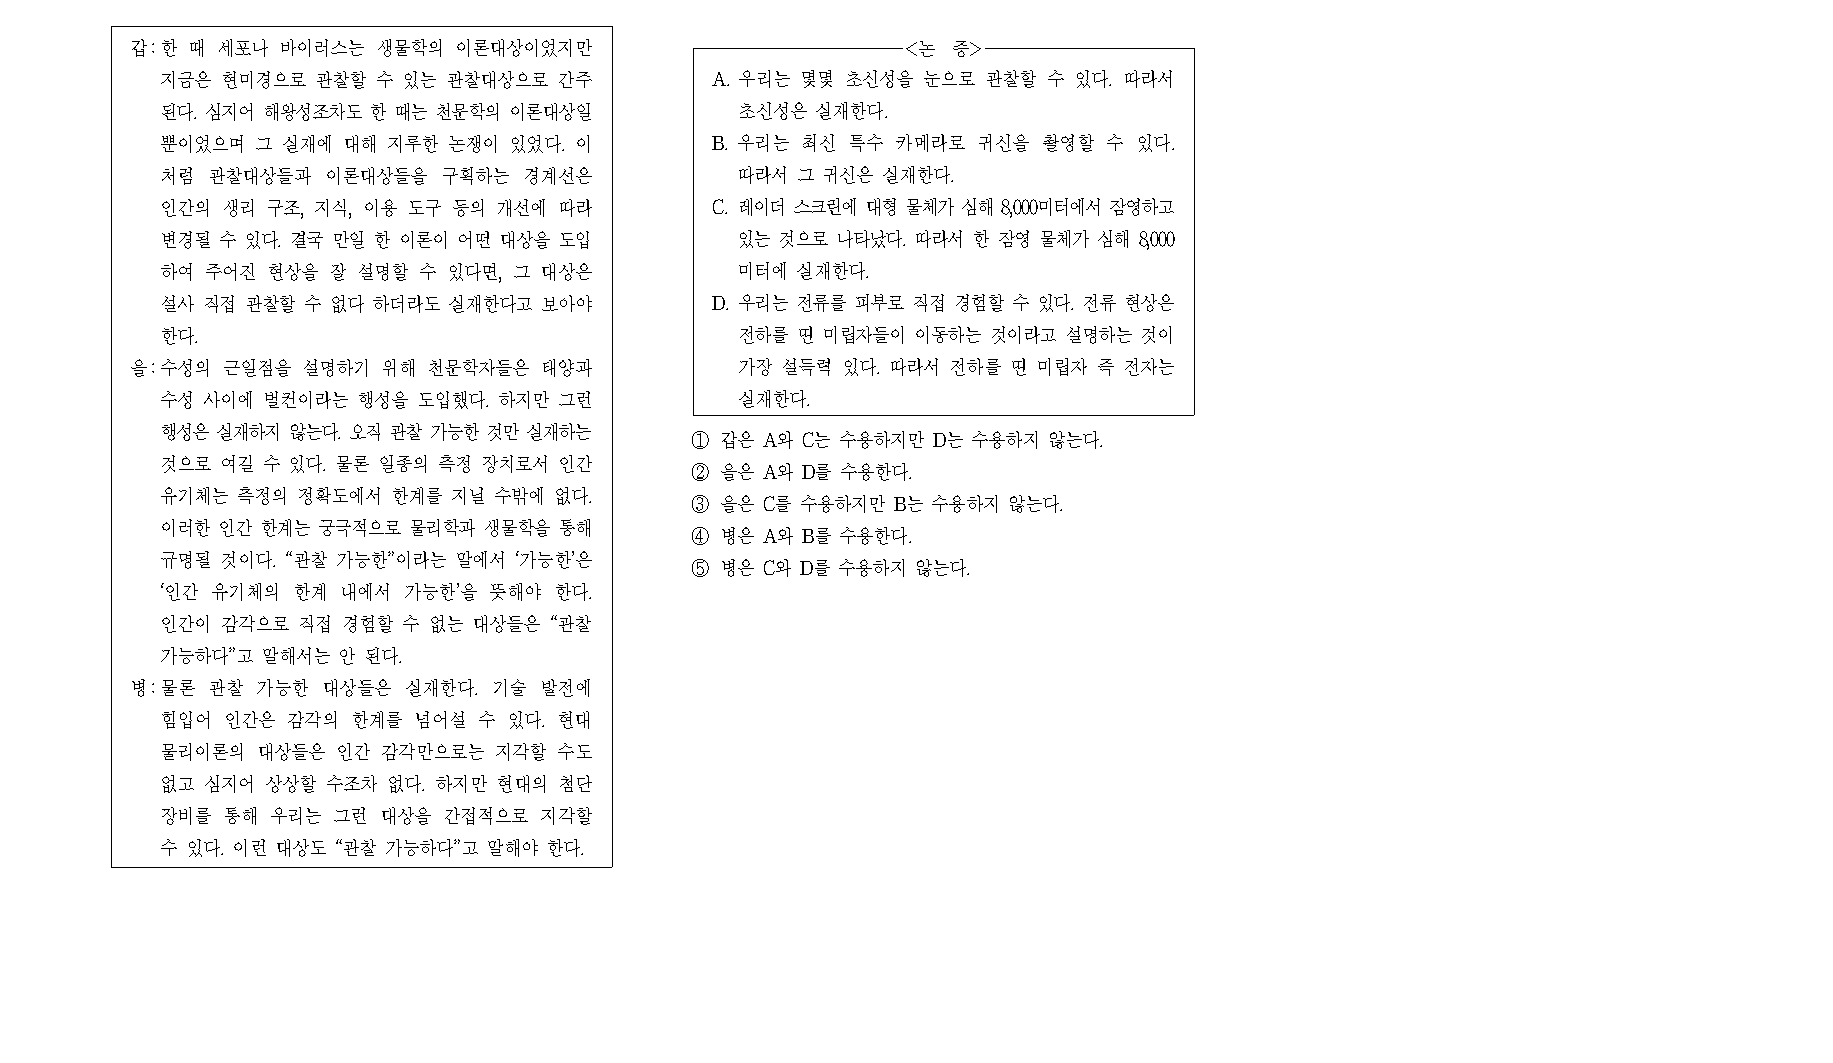 갑: 한 때 세포나 바이러스는 생물학의 이론대상이었지만
지금은 현미경으로 관찰할 수 있는 관찰대상으로 간주
된다. 심지어 해왕성조차도 한 때는 천문학의 이론대상일
뿐이었으며 그 실재에 대해 지루한 논쟁이 있었다. 이
처럼 관찰대상들과 이론대상들을 구획하는 경계선은
인간의 생리 구조, 지식, 이용 도구 등의 개선에 따라
변경될 수 있다. 결국 만일 한 이론이 어떤 대상을 도입
하여 주어진 현상을 잘 설명할 수 있다면, 그 대상은
설사 직접 관찰할 수 없다 하더라도 실재한다고 보아야
한다.
을: 수성의 근일점을 설명하기 위해 천문학자들은 태양과
수성 사이에 벌컨이라는 행성을 도입했다. 하지만 그런
행성은 실재하지 않는다. 오직 관찰 가능한 것만 실재하는
것으로 여길 수 있다. 물론 일종의 측정 장치로서 인간
유기체는 측정의 정확도에서 한계를 지닐 수밖에 없다.
이러한 인간 한계는 궁극적으로 물리학과 생물학을 통해
규명될 것이다. “관찰 가능한”이라는 말에서 ‘가능한’은
‘인간 유기체의 한계 내에서 가능한’을 뜻해야 한다.
인간이 감각으로 직접 경험할 수 없는 대상들은 “관찰
가능하다”고 말해서는 안 된다.
병: 물론 관찰 가능한 대상들은 실재한다. 기술 발전에
힘입어 인간은 감각의 한계를 넘어설 수 있다. 현대
물리이론의 대상들은 인간 감각만으로는 지각할 수도
없고 심지어 상상할 수조차 없다. 하지만 현대의 첨단
장비를 통해 우리는 그런 대상을 간접적으로 지각할
수 있다. 이런 대상도 “관찰 가능하다”고 말해야 한다.
<논 증>
A. 우리는 몇몇 초신성을 눈으로 관찰할 수 있다. 따라서
초신성은 실재한다.
B. 우리는 최신 특수 카메라로 귀신을 촬영할 수 있다.
따라서 그 귀신은 실재한다.
C. 레이더 스크린에 대형 물체가 심해 8,000미터에서 잠영하고
있는 것으로 나타났다. 따라서 한 잠영 물체가 심해 8,000
미터에 실재한다.
D. 우리는 전류를 피부로 직접 경험할 수 있다. 전류 현상은
전하를 띤 미립자들이 이동하는 것이라고 설명하는 것이
가장 설득력 있다. 따라서 전하를 띤 미립자 즉 전자는
실재한다.
① 갑은 A와 C는 수용하지만 D는 수용하지 않는다.
② 을은 A와 D를 수용한다.
③ 을은 C를 수용하지만 B는 수용하지 않는다.
④ 병은 A와 B를 수용한다.
⑤ 병은 C와 D를 수용하지 않는다.